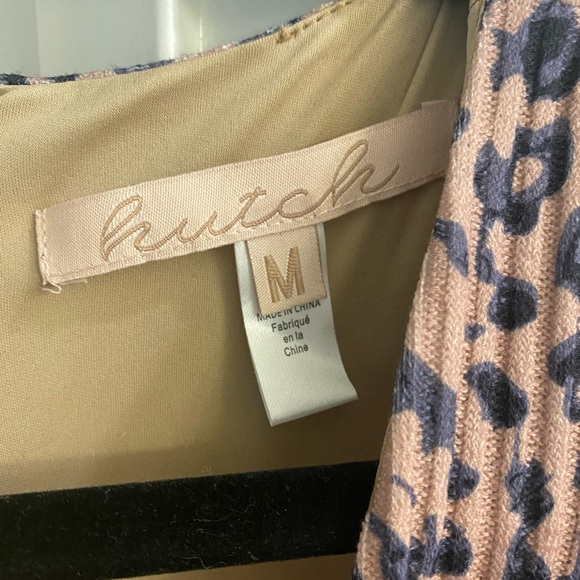 hutch
M
MADE IN CHINA
Fabriqué
en la
Chine